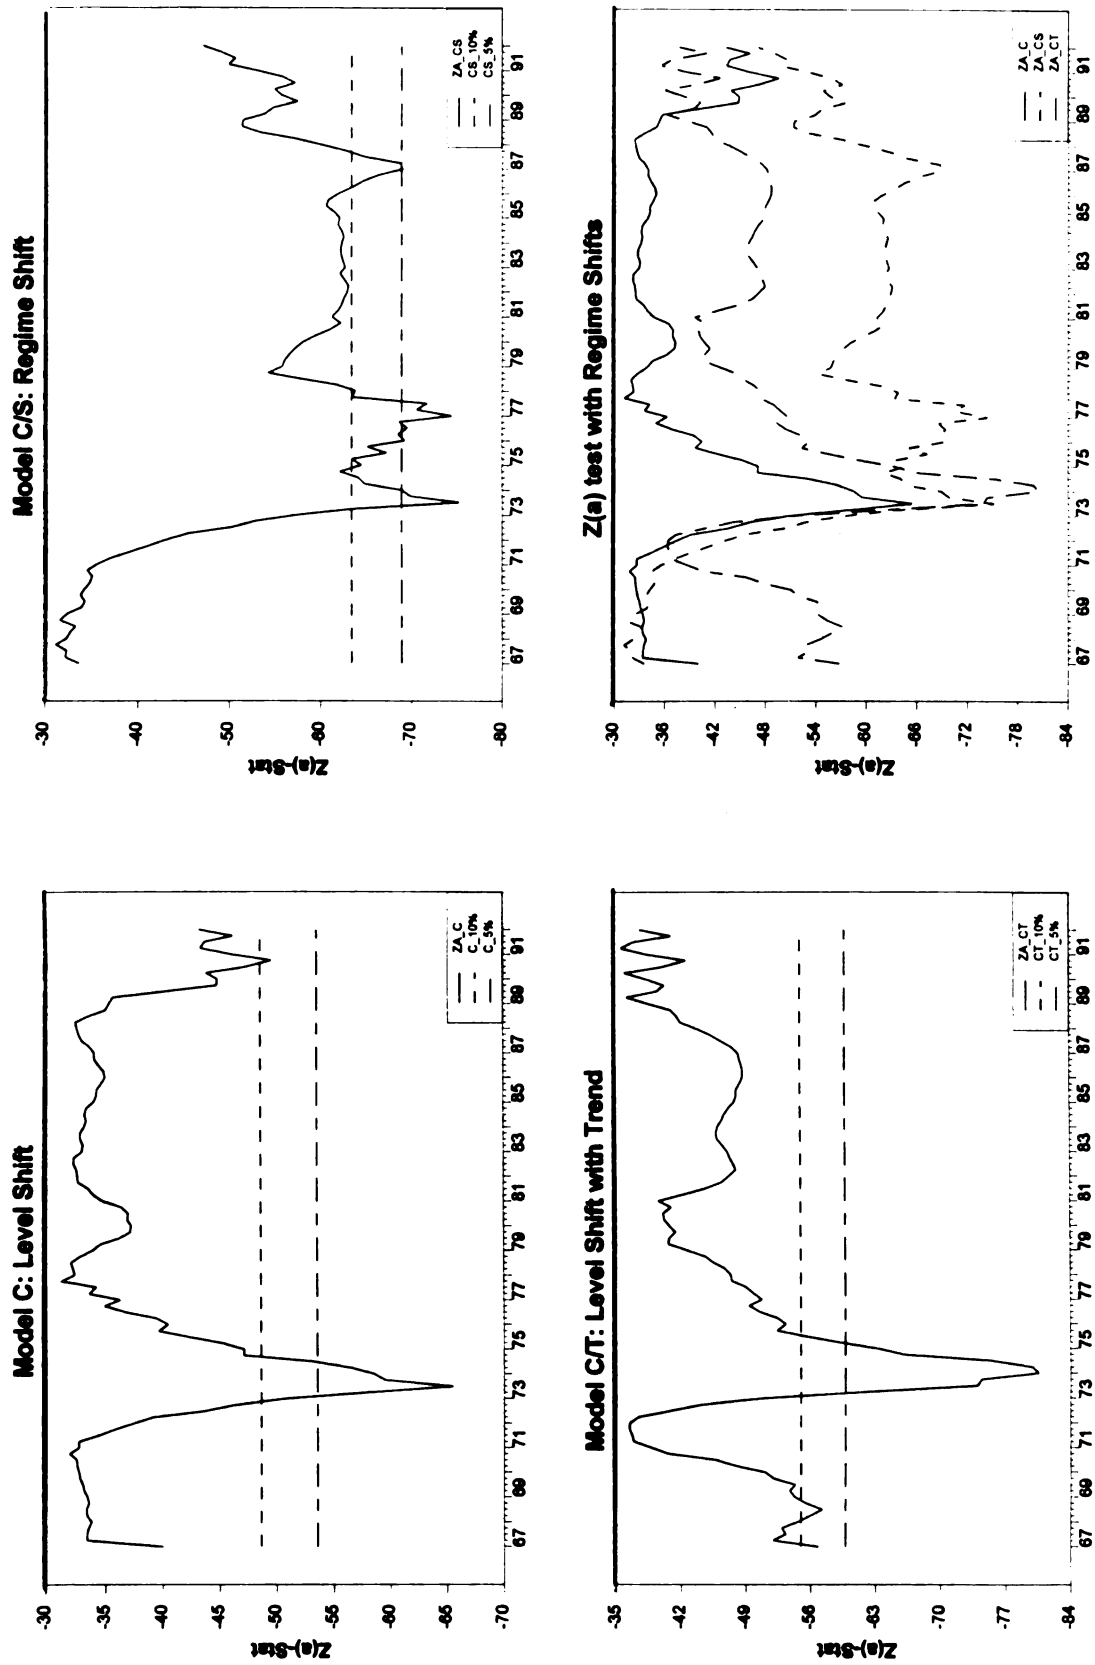 Model C: Level Shift
Z(a)-Stat
-30
-35
-40
-45
-50
-55
-60
-65
-70
67 69 71 73 75 77 79 81 83 85 87 89 91
ZA_C
C_10%
C_5%
Model C/S: Regime Shift
Z(a)-Stat
-30
-40
-50
-60
-70
-80
67 69 71 73 75 77 79 81 83 85 87 89 91
ZA_CS
CS_10%
CS_5%
Model C/T: Level Shift with Trend
Z(a)-Stat
-35
-42
-49
-56
-63
-70
-77
-84
67 69 71 73 75 77 79 81 83 85 87 89 91
ZA_CT
CT_10%
CT_5%
Z(a) test with Regime Shifts
Z(a)-Stat
-30
-36
-42
-48
-54
-60
-66
-72
-78
-84
67 69 71 73 75 77 79 81 83 85 87 89 91
ZA_C
ZA_CS
ZA_CT